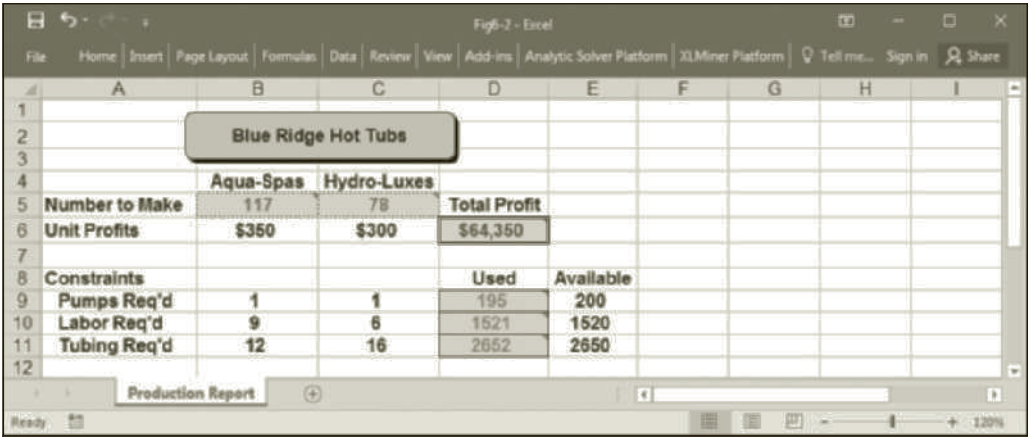 Fig6-2 - Excel
File Home Insert Page Layout Formulas Data Review View Add-ins Analytic Solver Platform XLMiner Platform Tell me... Sign in Share
A B C D E F G H I
1
2 Blue Ridge Hot Tubs
3
4 Aqua-Spas Hydro-Luxes
5 Number to Make 117 78 Total Profit
6 Unit Profits $350 $300 $64,350
7
8 Constraints Used Available
9 Pumps Req'd 1 1 195 200
10 Labor Req'd 9 6 1521 1520
11 Tubing Req'd 12 16 2652 2650
12
Production Report
Ready 120%